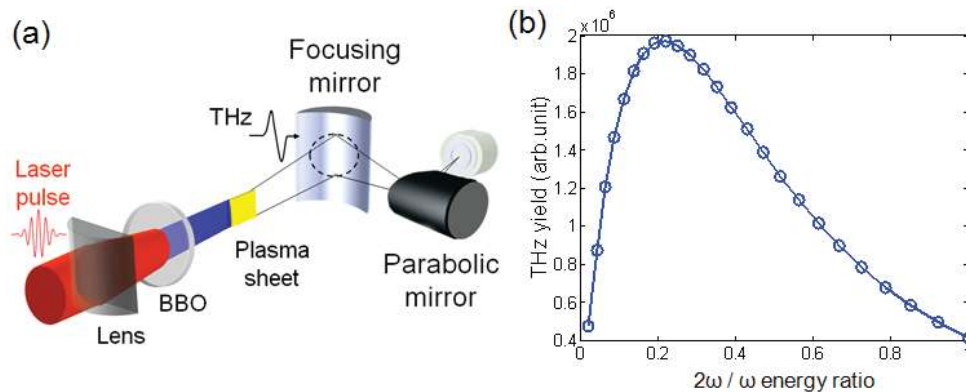 (a)
Focusing
mirror
THz
Laser
pulse
Plasma
sheet
BBO
Lens
Parabolic
mirror
(b)
× 10⁶
2
1.8
1.6
1.4
1.2
1
0.8
0.6
0.4
THz yield (arb.unit)
0 0.2 0.4 0.6 0.8
2ω / ω energy ratio